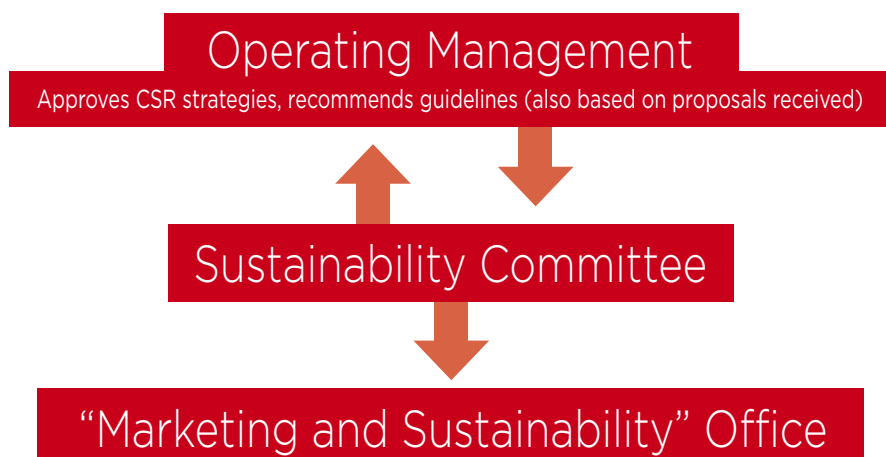 Operating Management
Approves CSR strategies, recommends guidelines (also based on proposals received)
Sustainability Committee
“Marketing and Sustainability” Office